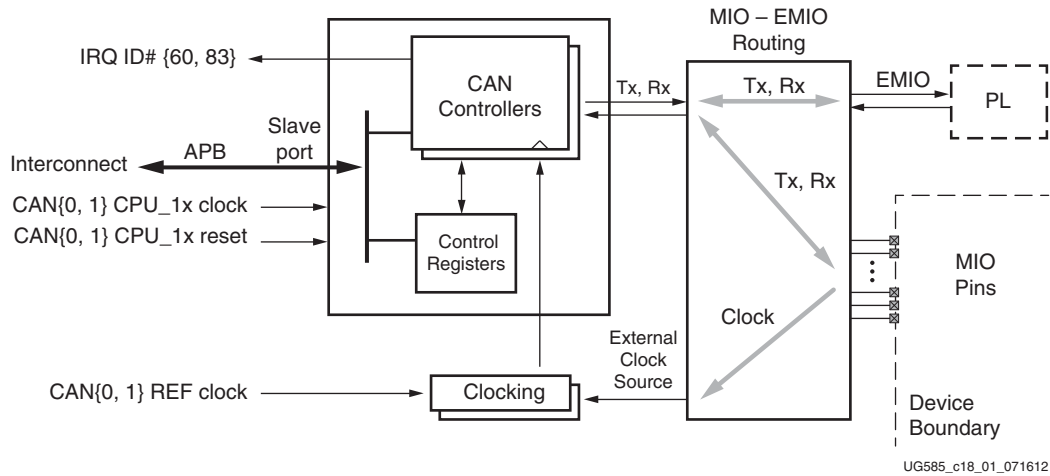 MIO – EMIO
Routing
IRQ ID# {60, 83}
CAN
Controllers
Tx, Rx
Tx, Rx
EMIO
PL
Slave
port
APB
Interconnect
Tx, Rx
CAN{0, 1} CPU_1x clock
CAN{0, 1} CPU_1x reset
Control
Registers
MIO
Pins
Clock
External
Clock
Source
CAN{0, 1} REF clock
Clocking
Device
Boundary
UG585_c18_01_071612